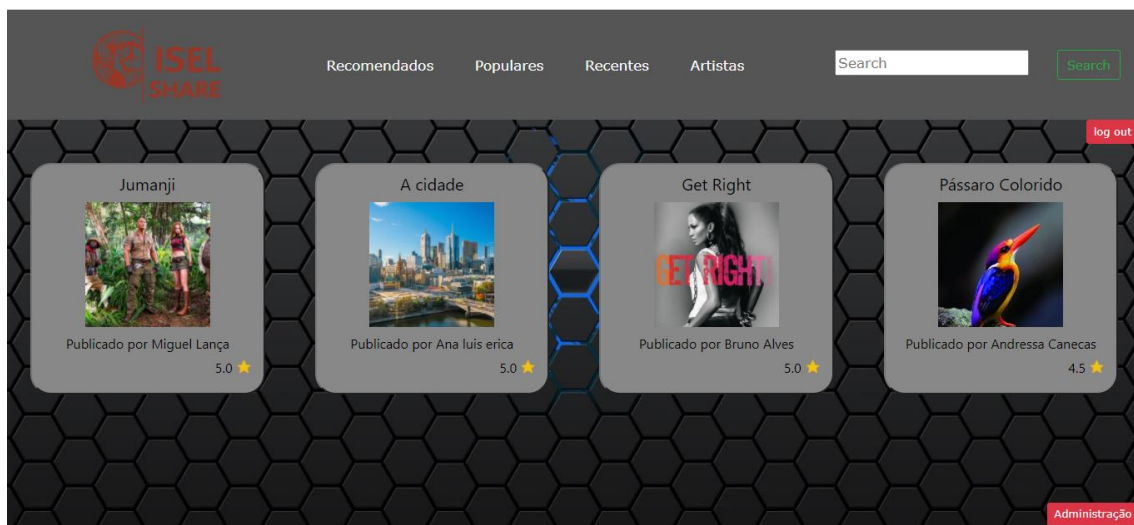 ISEL
SHARE
Recomendados Populares Recentes Artistas Search Search
log out
Jumanji
Publicado por Miguel Lança
5.0
A cidade
Publicado por Ana luis erica
5.0
Get Right
GET RIGHT
Publicado por Bruno Alves
5.0
Pássaro Colorido
Publicado por Andressa Canecas
4.5
Administração